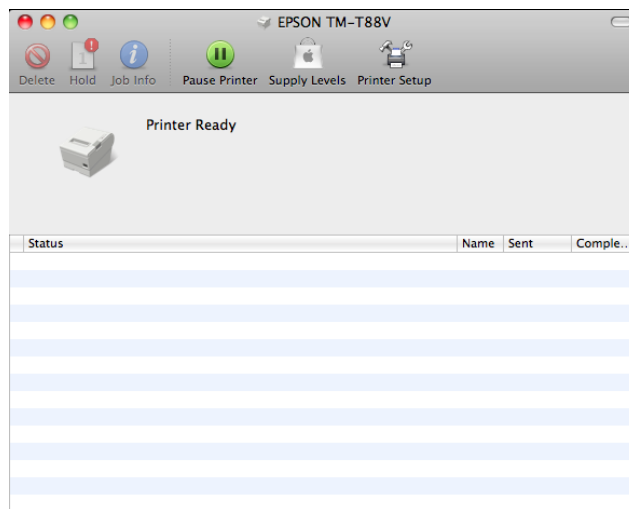 EPSON TM-T88V
Delete Hold Job Info Pause Printer Supply Levels Printer Setup
Printer Ready
Status Name Sent Comple...